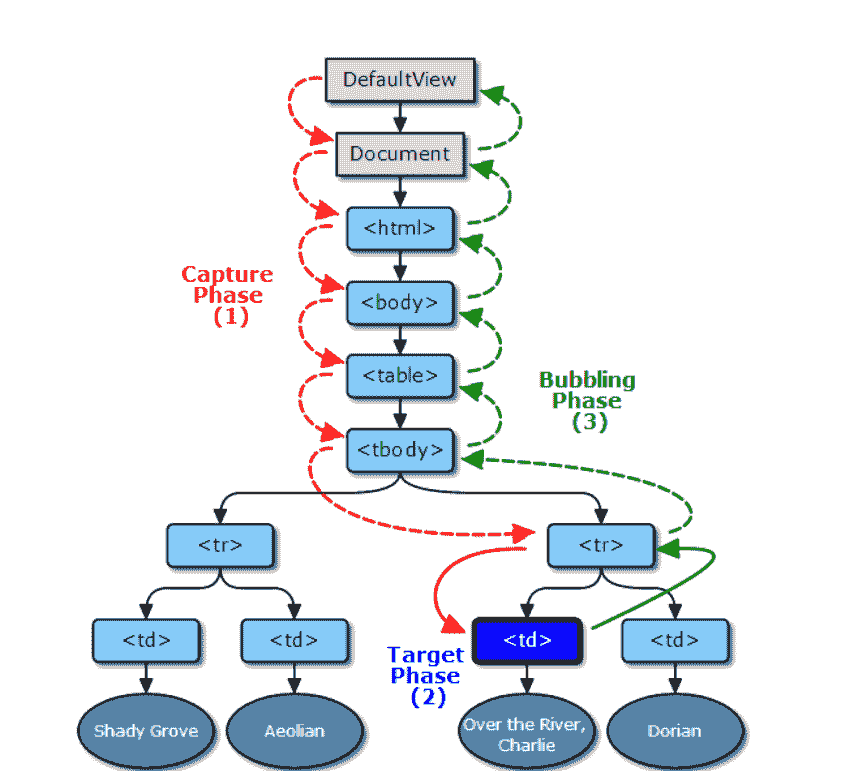 DefaultView
Document
<html>
Capture
Phase
(1)
<body>
<table>
Bubbling
Phase
(3)
<tbody>
<tr>
<tr>
<td>
<td>
<td>
<td>
Target
Phase
(2)
Shady Grove
Aeolian
Over the River,
Charlie
Dorian